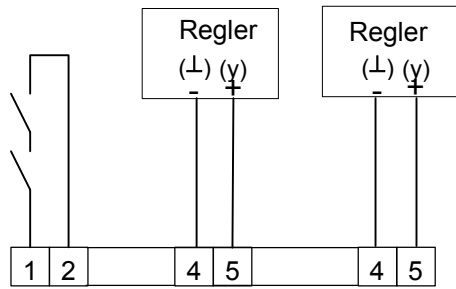 Regler Regler
(⊥) (y) (⊥) (y)
- + - +
1 2 4 5 4 5